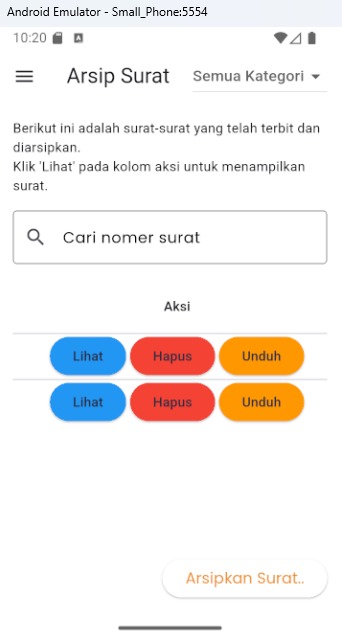 Android Emulator - Small_Phone:5554
10:20
Arsip Surat
Semua Kategori
Berikut ini adalah surat-surat yang telah terbit dan
diarsipkan.
Klik 'Lihat' pada kolom aksi untuk menampilkan
surat.
Cari nomer surat
Aksi
Lihat Hapus Unduh
Lihat Hapus Unduh
Arsipkan Surat..